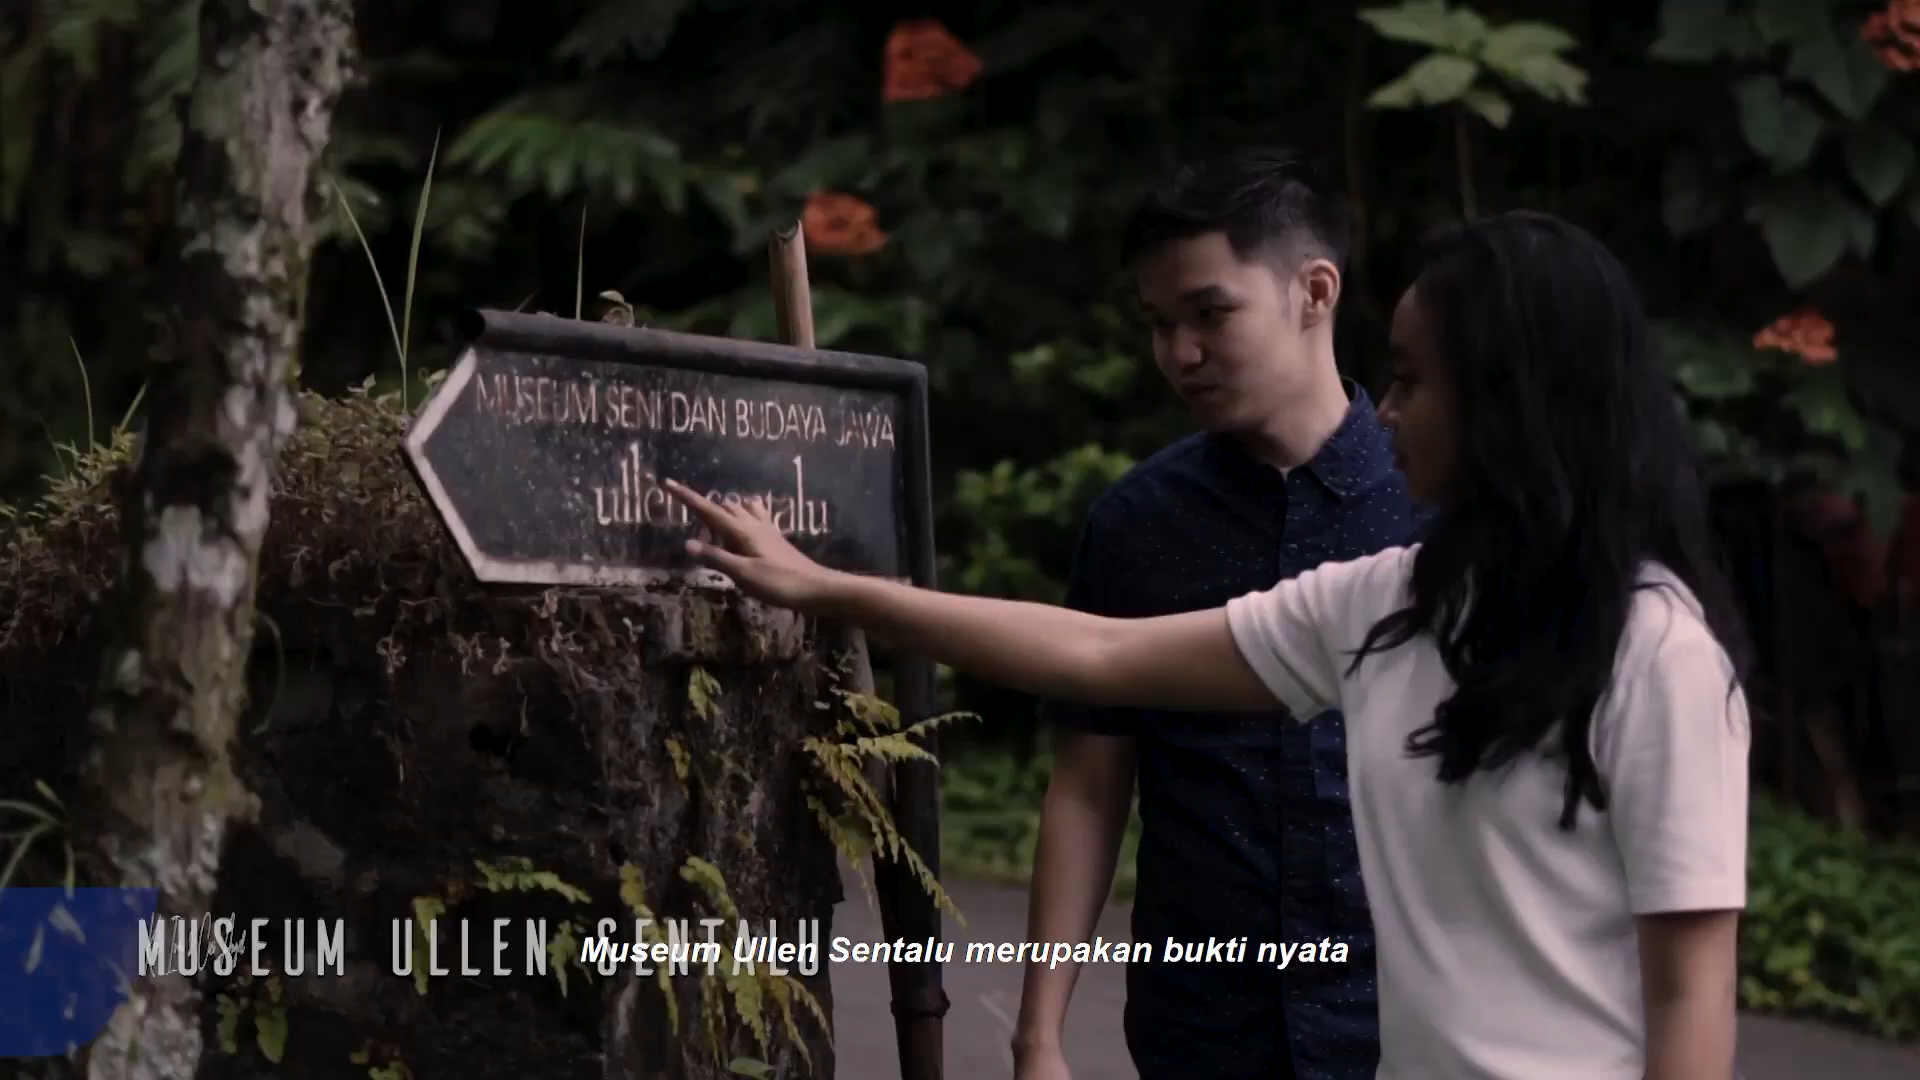 MUSEUM SENI DAN BUDAYA JAWA
ullen sentalu
MUSEUM ULLEN SENTALU
Museum Ullen Sentalu merupakan bukti nyata